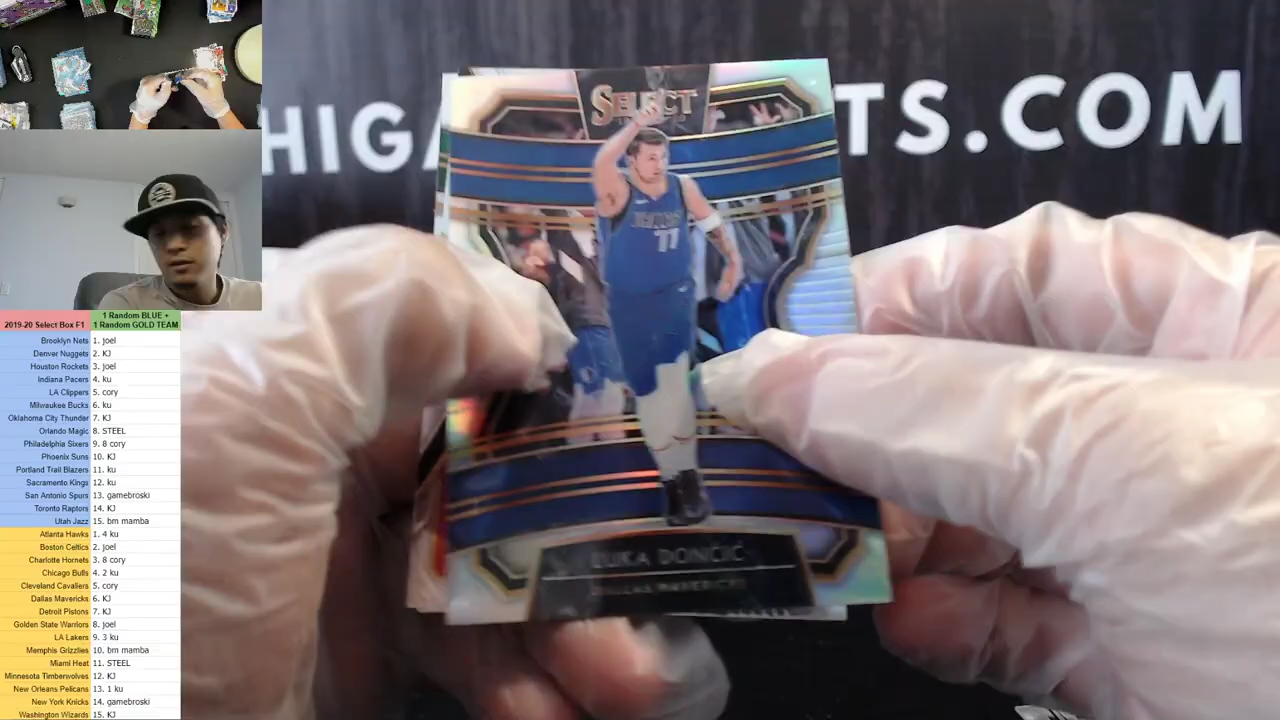 HIGA TS.COM
SELECT
77
LUKA DONČIĆ
DALLAS MAVERICKS
2019-20 Select Box F1
1 Random BLUE +
1 Random GOLD TEAM
Brooklyn Nets 1. joel
Denver Nuggets 2. KJ
Houston Rockets 3. joel
Indiana Pacers 4. ku
LA Clippers 5. cory
Milwaukee Bucks 6. ku
Oklahoma City Thunder 7. KJ
Orlando Magic 8. STEEL
Philadelphia Sixers 9. 8 cory
Phoenix Suns 10. KJ
Portland Trail Blazers 11. ku
Sacramento Kings 12. ku
San Antonio Spurs 13. gamebroski
Toronto Raptors 14. KJ
Utah Jazz 15. bm mamba
Atlanta Hawks 1. 4 ku
Boston Celtics 2. joel
Charlotte Hornets 3. 8 cory
Chicago Bulls 4. 2 ku
Cleveland Cavaliers 5. cory
Dallas Mavericks 6. KJ
Detroit Pistons 7. KJ
Golden State Warriors 8. joel
LA Lakers 9. 3 ku
Memphis Grizzlies 10. bm mamba
Miami Heat 11. STEEL
Minnesota Timberwolves 12. KJ
New Orleans Pelicans 13. 1 ku
New York Knicks 14. gamebroski
Washington Wizards 15. KJ